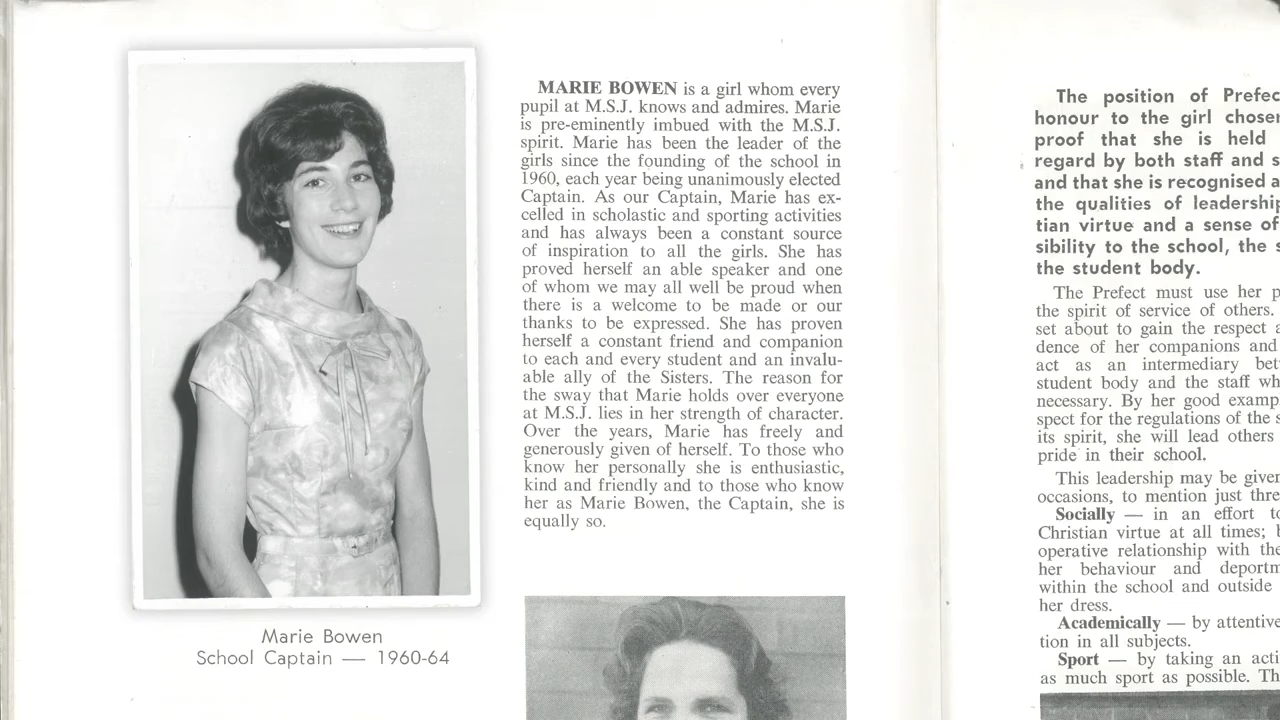 MARIE BOWEN is a girl whom every
pupil at M.S.J. knows and admires. Marie
is pre-eminently imbued with the M.S.J.
spirit. Marie has been the leader of the
girls since the founding of the school in
1960, each year being unanimously elected
Captain. As our Captain, Marie has ex-
celled in scholastic and sporting activities
and has always been a constant source
of inspiration to all the girls. She has
proved herself an able speaker and one
of whom we may all well be proud when
there is a welcome to be made or our
thanks to be expressed. She has proven
herself a constant friend and companion
to each and every student and an invalu-
able ally of the Sisters. The reason for
the sway that Marie holds over everyone
at M.S.J. lies in her strength of character.
Over the years, Marie has freely and
generously given of herself. To those who
know her personally she is enthusiastic,
kind and friendly and to those who know
her as Marie Bowen, the Captain, she is
equally so.
Marie Bowen
School Captain — 1960-64
The position of Prefec
honour to the girl chosen
proof that she is held
regard by both staff and s
and that she is recognised a
the qualities of leadership
tian virtue and a sense of
sibility to the school, the s
the student body.
The Prefect must use her p
the spirit of service of others.
set about to gain the respect a
dence of her companions and
act as an intermediary bet
student body and the staff wh
necessary. By her good exampl
spect for the regulations of the s
its spirit, she will lead others
pride in their school.
This leadership may be given
occasions, to mention just thre
Socially — in an effort to
Christian virtue at all times; b
operative relationship with the
her behaviour and deportm
within the school and outside
her dress.
Academically — by attentive
tion in all subjects.
Sport — by taking an acti
as much sport as possible. Th